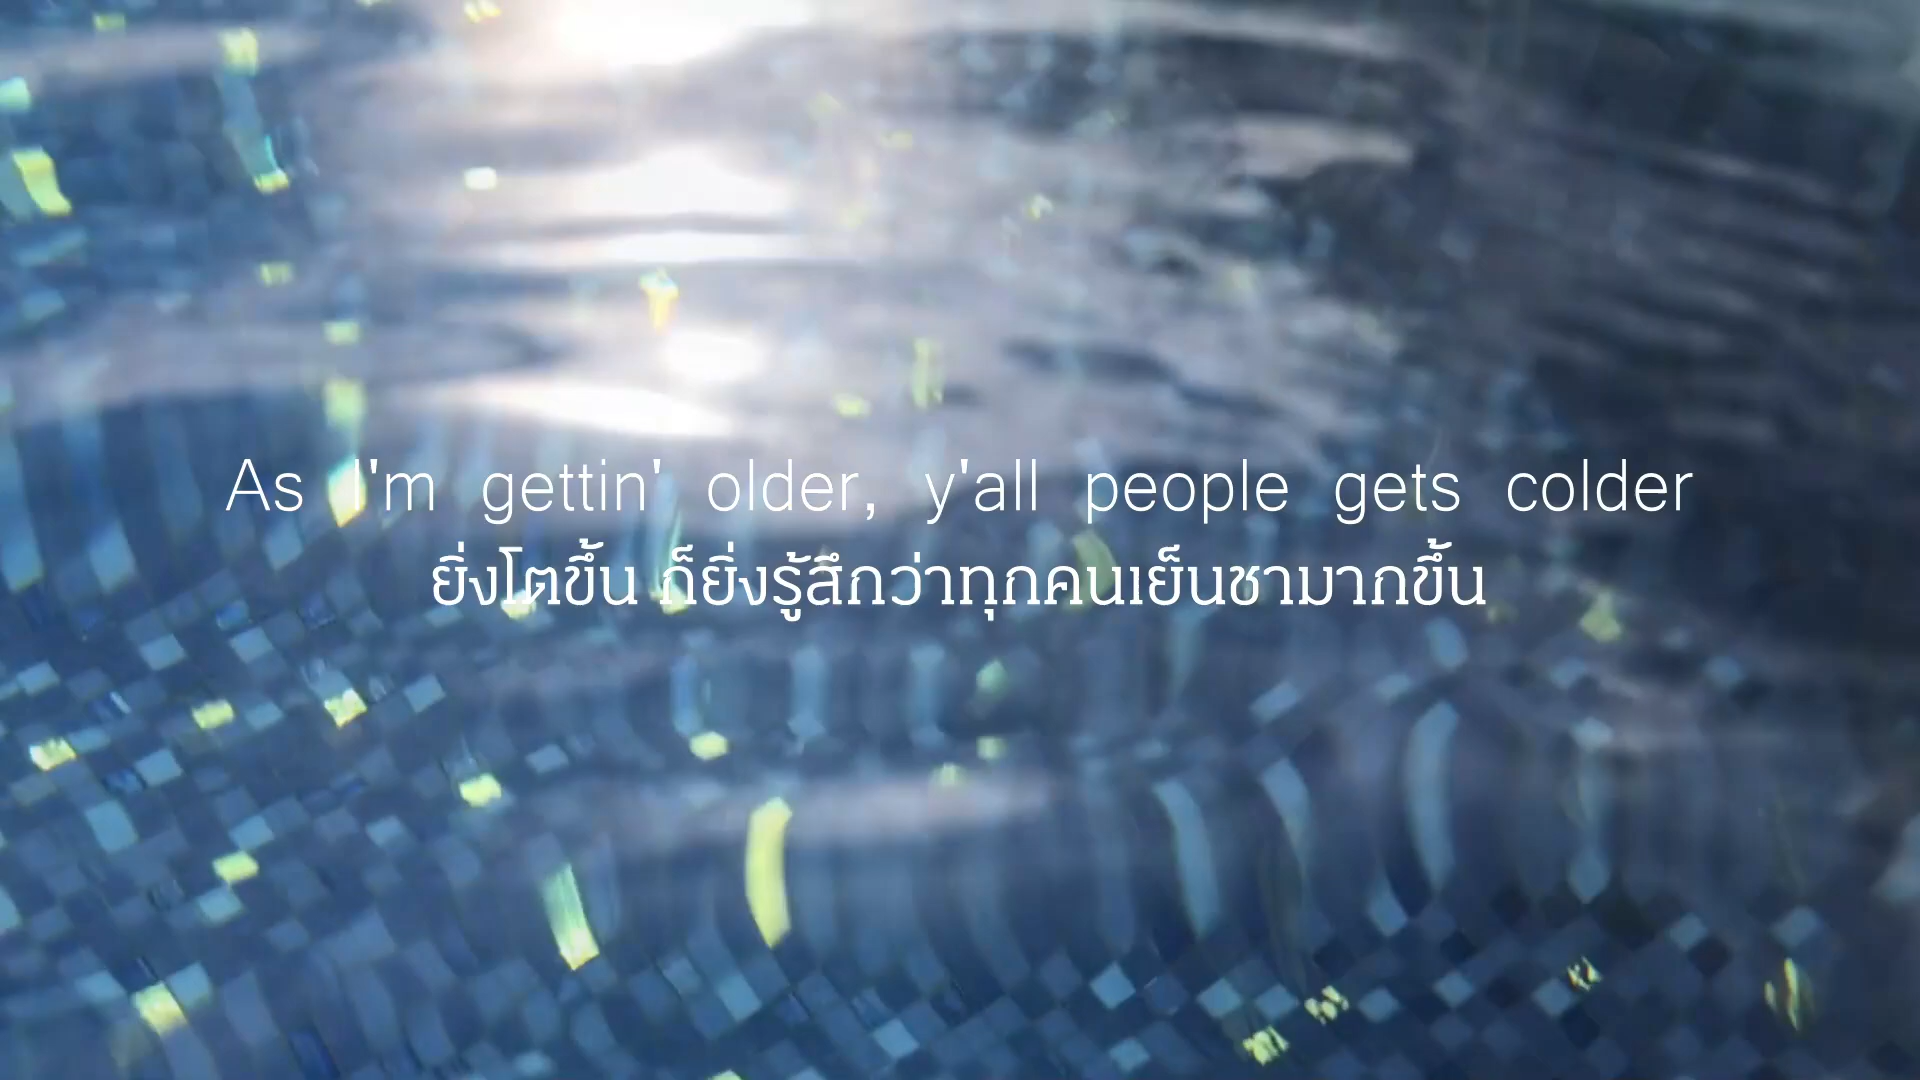 As I'm gettin' older, y'all people gets colder
ยิ่งโตขึ้น ก็ยิ่งรู้สึกว่าทุกคนเย็นชามากขึ้น